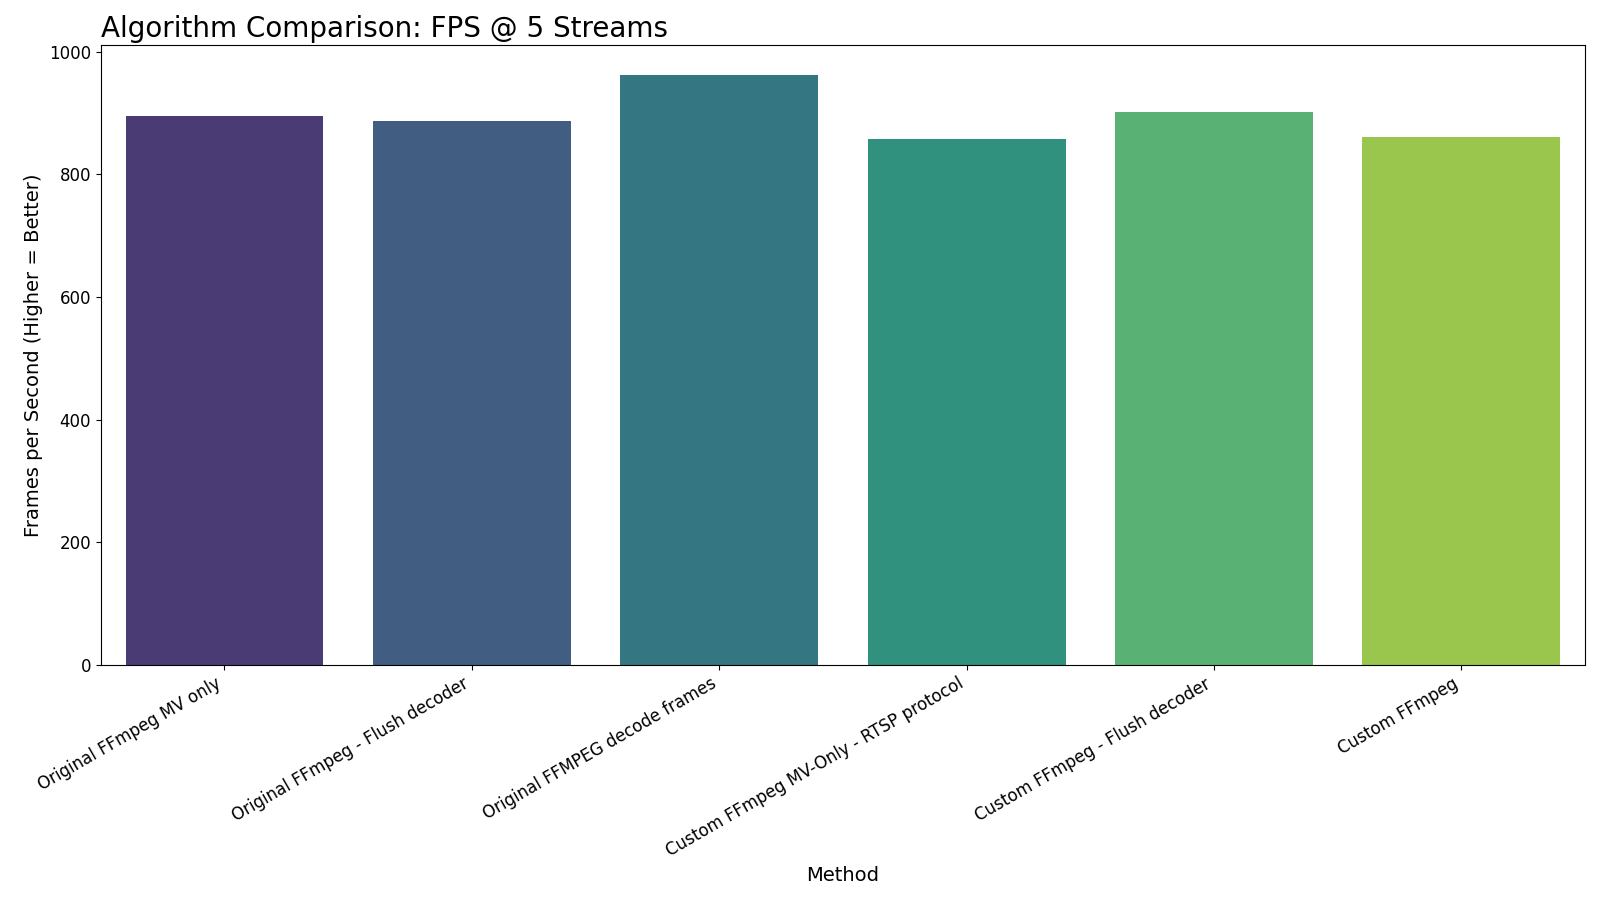 Algorithm Comparison: FPS @ 5 Streams
Frames per Second (Higher = Better)
1000
800
600
400
200
0
Original FFmpeg MV only
Original FFmpeg - Flush decoder
Original FFMPEG decode frames
Custom FFmpeg MV-Only - RTSP protocol
Custom FFmpeg - Flush decoder
Custom FFmpeg
Method